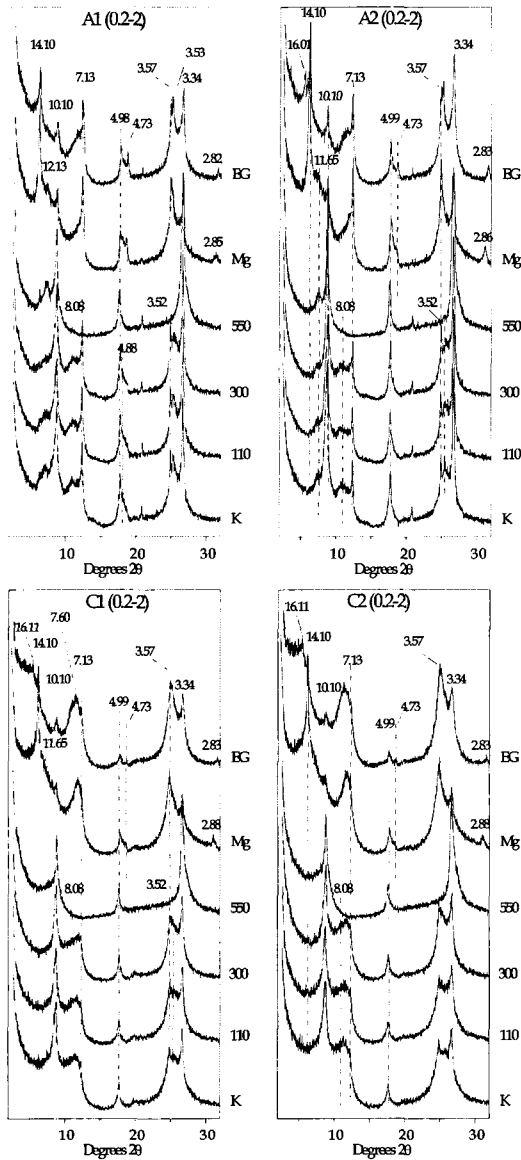 A1 (0.2-2)
14.10
10.10
12.13
7.13
4.98
4.73
3.57
3.53
3.34
2.82
BG
2.85
Mg
8.08
3.52
550
4.88
300
110
K
10 20 30
Degrees 2θ
A2 (0.2-2)
14.10
16.01
10.10
11.65
7.13
4.99
4.73
3.57
3.34
2.83
BG
2.86
Mg
8.08
3.52
550
300
110
K
10 20 30
Degrees 2θ
C1 (0.2-2)
16.11
14.10
7.60
10.10
7.13
11.65
4.99
4.73
3.57
3.34
2.83
BG
2.88
Mg
8.08
3.52
550
300
110
K
10 20 30
Degrees 2θ
C2 (0.2-2)
16.11
14.10
10.10
7.13
4.99
4.73
3.57
3.34
2.83
BG
2.88
Mg
8.08
550
300
110
K
10 20 30
Degrees 2θ